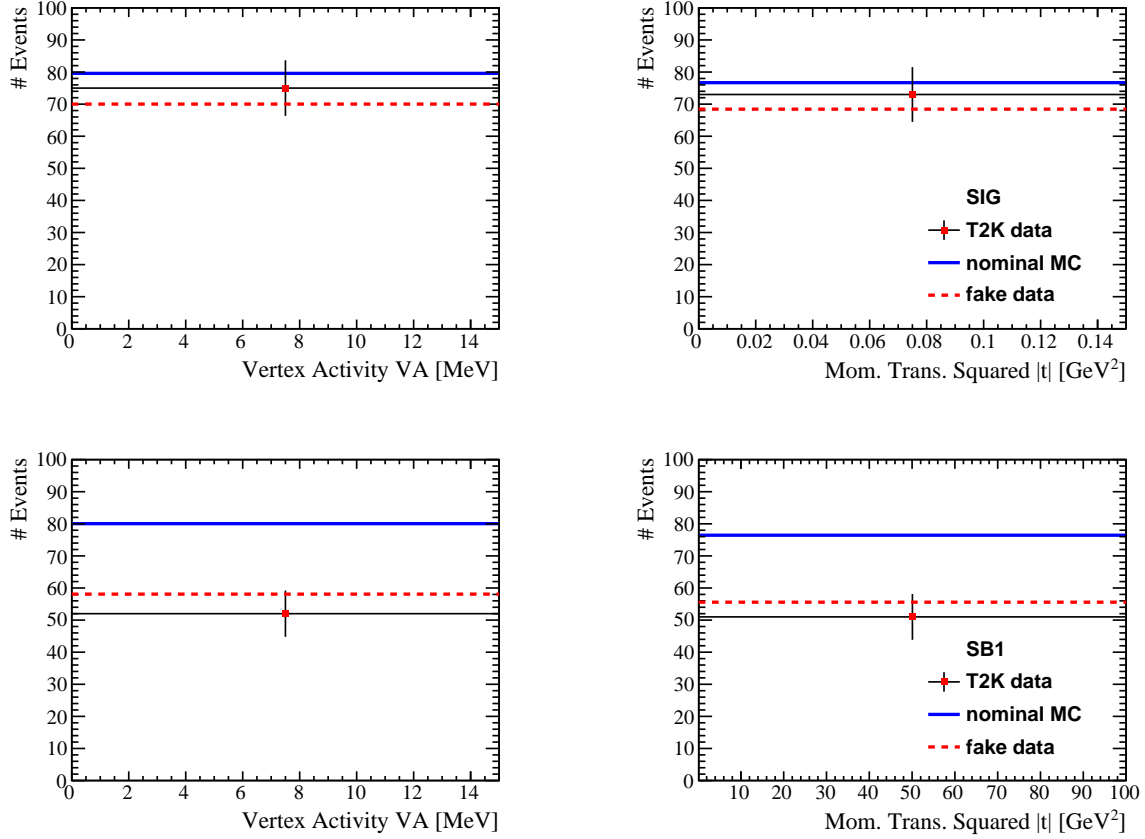 # Events
100
90
80
70
60
50
40
30
20
10
0
0 2 4 6 8 10 12 14
Vertex Activity VA [MeV]
# Events
100
90
80
70
60
50
40
30
20
10
0
0 0.02 0.04 0.06 0.08 0.1 0.12 0.14
Mom. Trans. Squared |t| [GeV²]
SIG
T2K data
nominal MC
fake data
# Events
100
90
80
70
60
50
40
30
20
10
0
0 2 4 6 8 10 12 14
Vertex Activity VA [MeV]
# Events
100
90
80
70
60
50
40
30
20
10
0
10 20 30 40 50 60 70 80 90 100
Mom. Trans. Squared |t| [GeV²]
SB1
T2K data
nominal MC
fake data